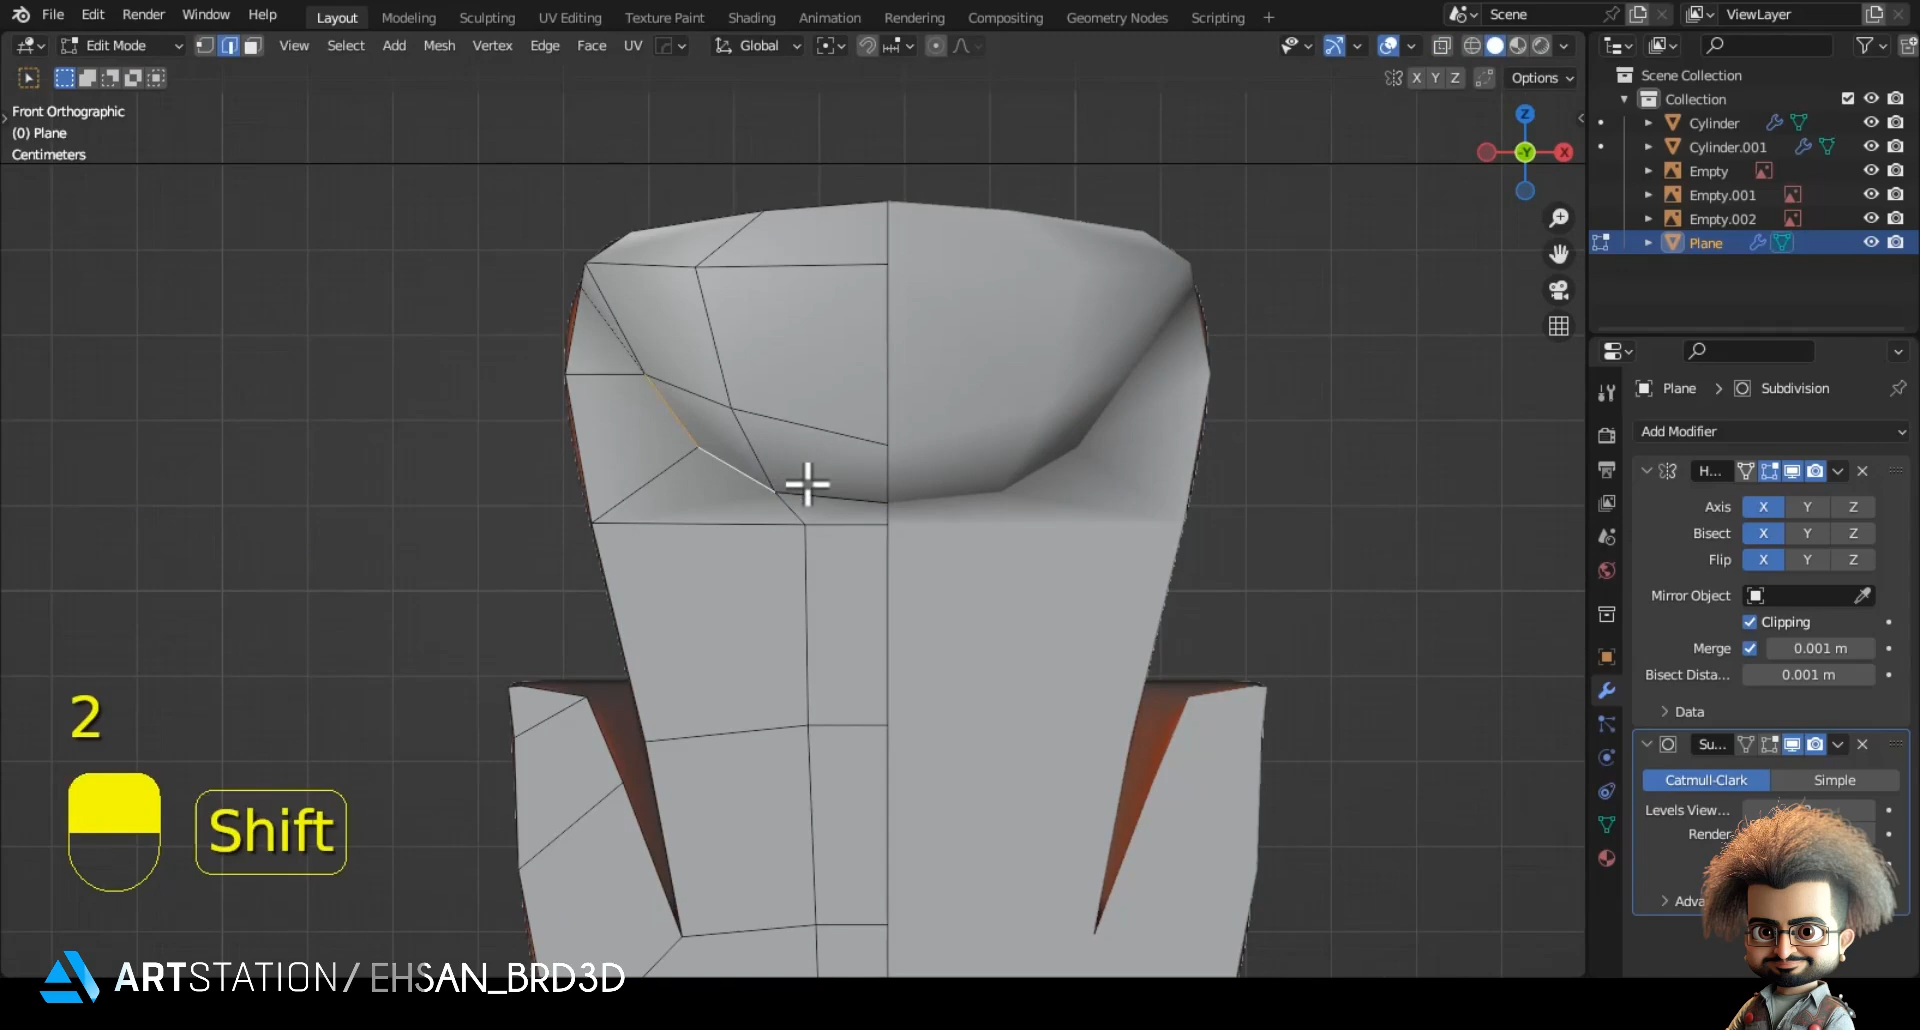 File Edit Render Window Help Layout Modeling Sculpting UV Editing Texture Paint Shading Animation Rendering Compositing Geometry Nodes Scripting + Scene ViewLayer
Edit Mode View Select Add Mesh Vertex Edge Face UV Global
X Y Z Options
Front Orthographic
(0) Plane
Centimeters
Z
-Y
X
Scene Collection
Collection
Cylinder
Cylinder.001
Empty
Empty.001
Empty.002
Plane
Plane > Subdivision
Add Modifier
H...
Axis X Y Z
Bisect X Y Z
Flip X Y Z
Mirror Object
Clipping
Merge 0.001 m
Bisect Dista... 0.001 m
Data
Su...
Catmull-Clark Simple
Levels View...
Render
2
Shift
ARTSTATION/EHSAN_BRD3D